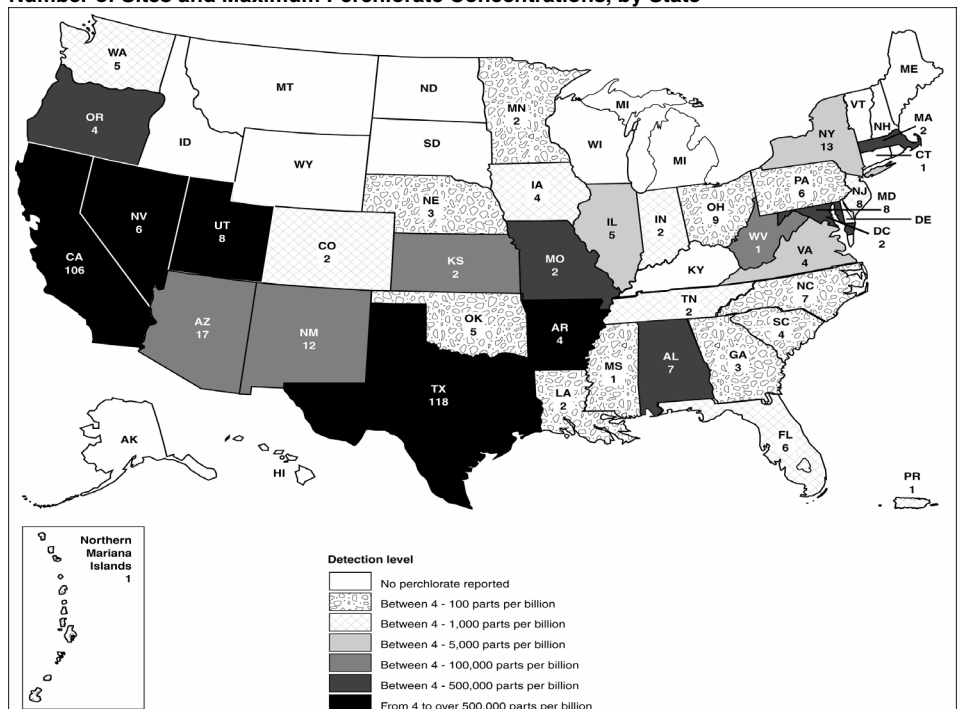 Number of Sites and Maximum Perchlorate Concentrations, by State
WA
5
OR
4
ID
MT
ND
SD
WY
MN
2
WI
MI
MI
ME
VT
NH
MA
2
CT
1
NY
13
PA
6
NJ
8
MD
8
DE
DC
2
NE
3
IA
4
IL
5
IN
2
OH
9
WV
1
VA
4
CA
106
NV
6
UT
8
CO
2
KS
2
MO
2
KY
TN
2
NC
7
SC
4
AZ
17
NM
12
OK
5
AR
4
MS
1
AL
7
GA
3
TX
118
LA
2
FL
6
AK
HI
PR
1
Northern
Mariana
Islands
1
Detection level
No perchlorate reported
Between 4 - 100 parts per billion
Between 4 - 1,000 parts per billion
Between 4 - 5,000 parts per billion
Between 4 - 100,000 parts per billion
Between 4 - 500,000 parts per billion
From 4 to over 500,000 parts per billion